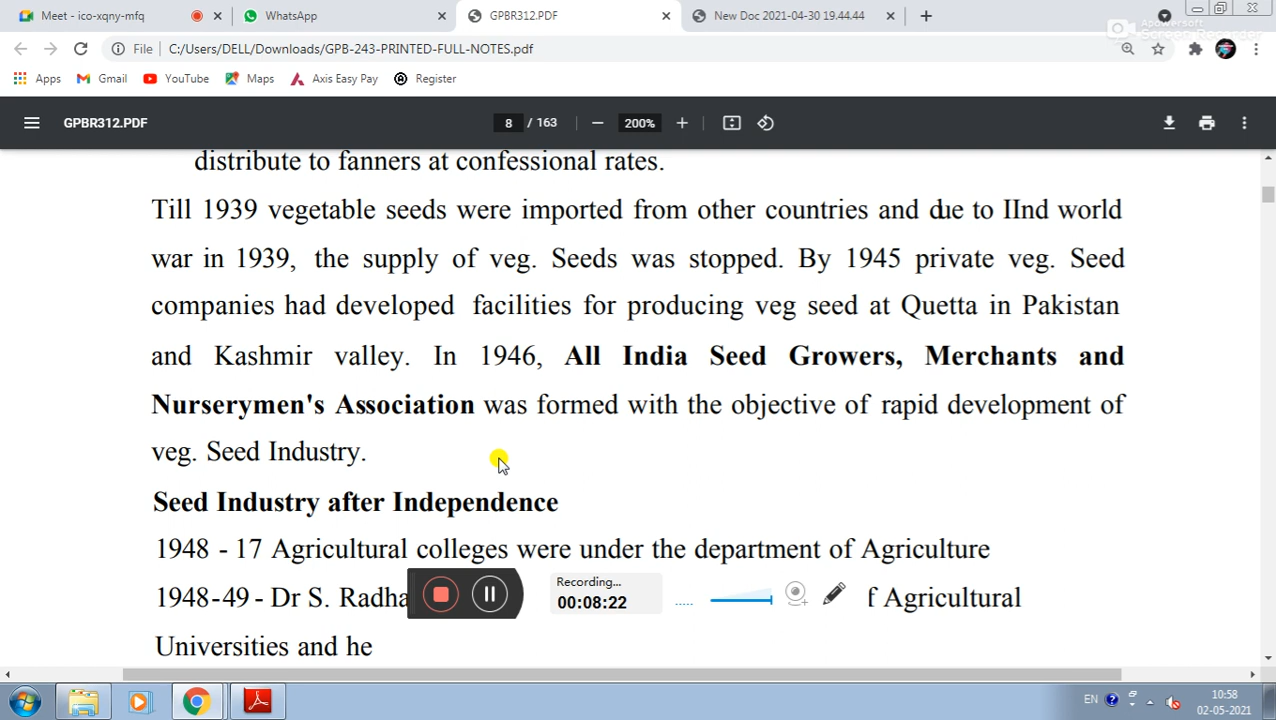 Meet - ico-xqny-mfq
WhatsApp
GPBR312.PDF
New Doc 2021-04-30 19.44.44
Apowersoft
Screen Recorder
File
C:/Users/DELL/Downloads/GPB-243-PRINTED-FULL-NOTES.pdf
Apps
Gmail
YouTube
Maps
Axis Easy Pay
Register
GPBR312.PDF
8 / 163
200%
distribute to fanners at confessional rates.
Till 1939 vegetable seeds were imported from other countries and due to IInd world
war in 1939, the supply of veg. Seeds was stopped. By 1945 private veg. Seed
companies had developed facilities for producing veg seed at Quetta in Pakistan
and Kashmir valley. In 1946, All India Seed Growers, Merchants and
Nurserymen's Association was formed with the objective of rapid development of
veg. Seed Industry.
Seed Industry after Independence
1948 - 17 Agricultural colleges were under the department of Agriculture
1948-49 - Dr S. Radha
f Agricultural
Universities and he
Recording...
00:08:22
EN
10:58
02-05-2021